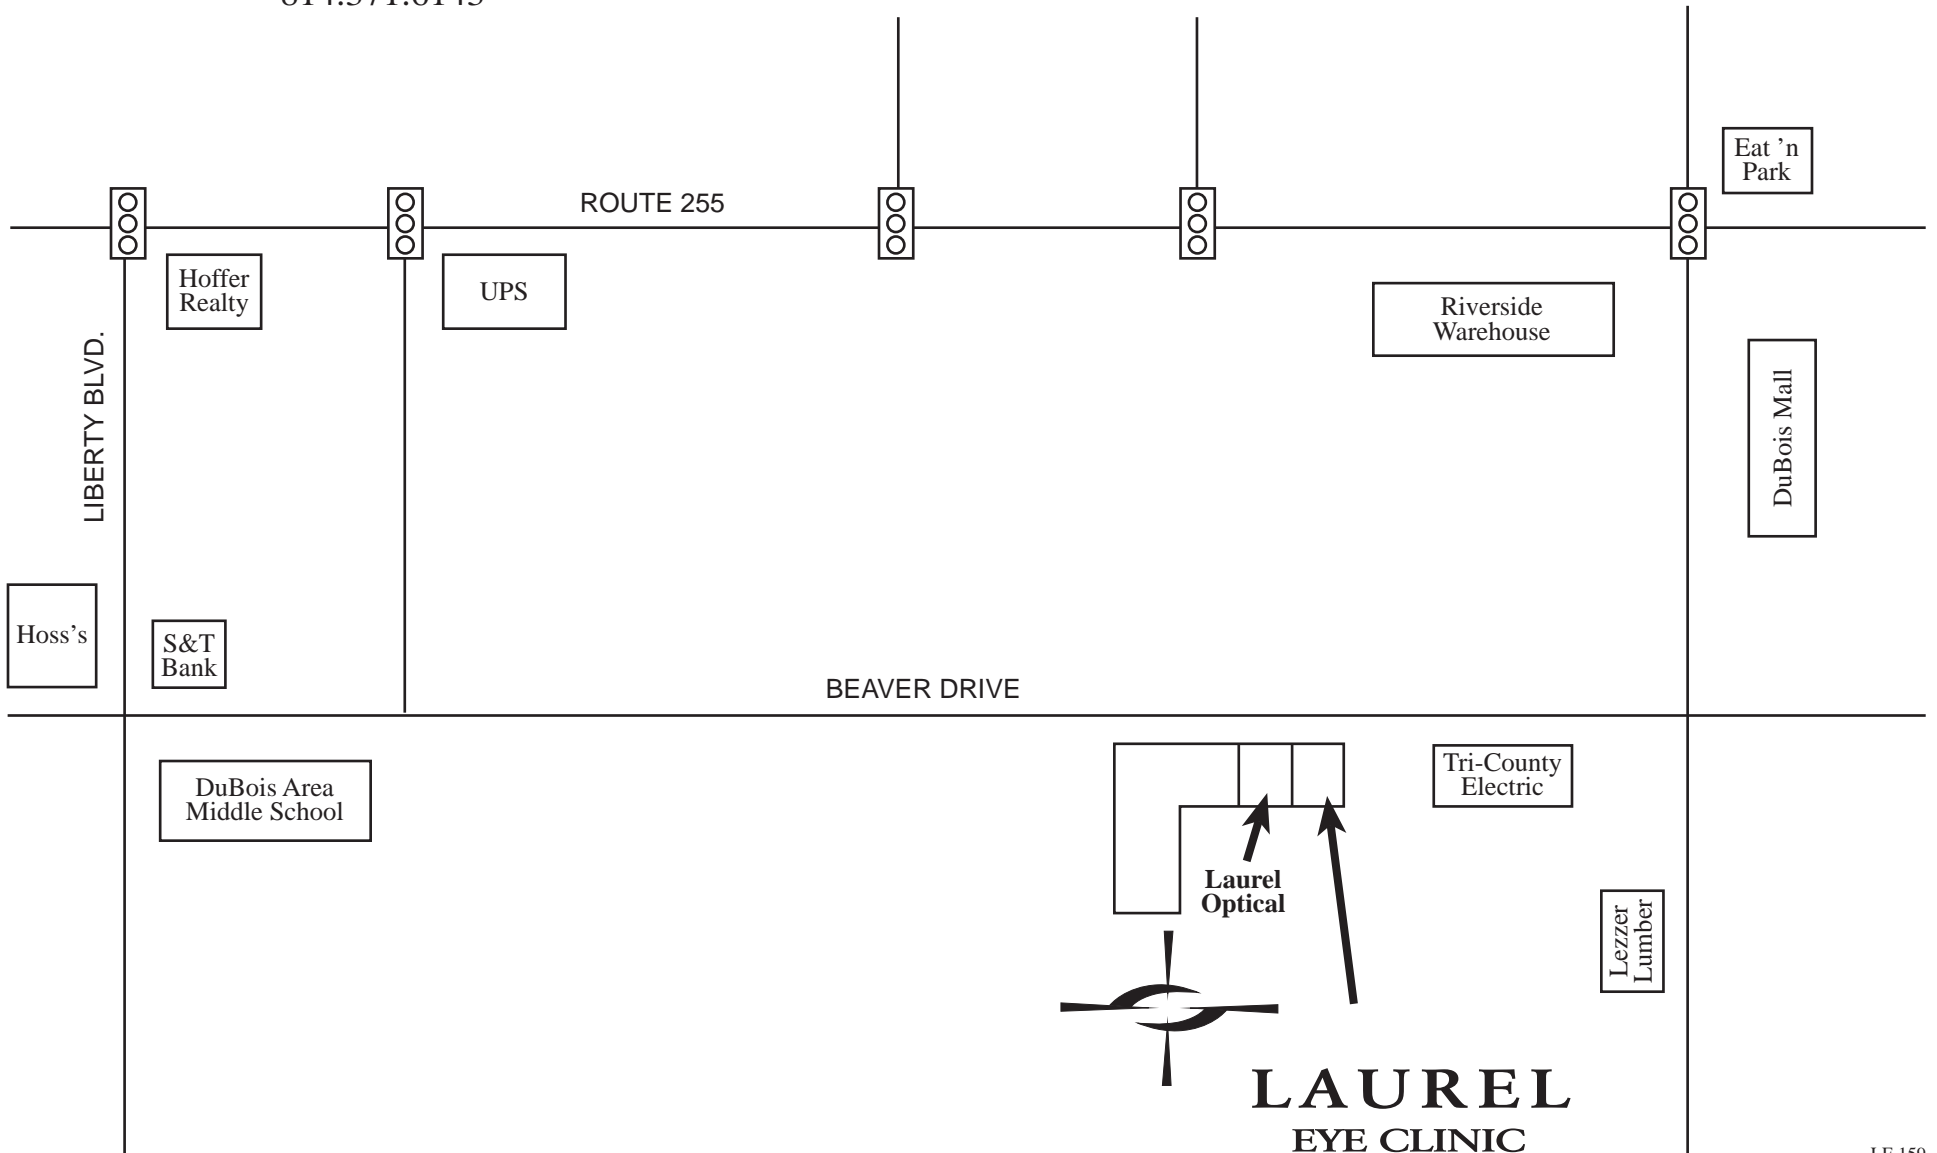 Eat ’n
Park
ROUTE 255
Hoffer
Realty
UPS
Riverside
Warehouse
LIBERTY BLVD.
DuBois Mall
Hoss’s
S&T
Bank
BEAVER DRIVE
DuBois Area
Middle School
Tri-County
Electric
Laurel
Optical
Lezzer
Lumber
LAUREL
EYE CLINIC